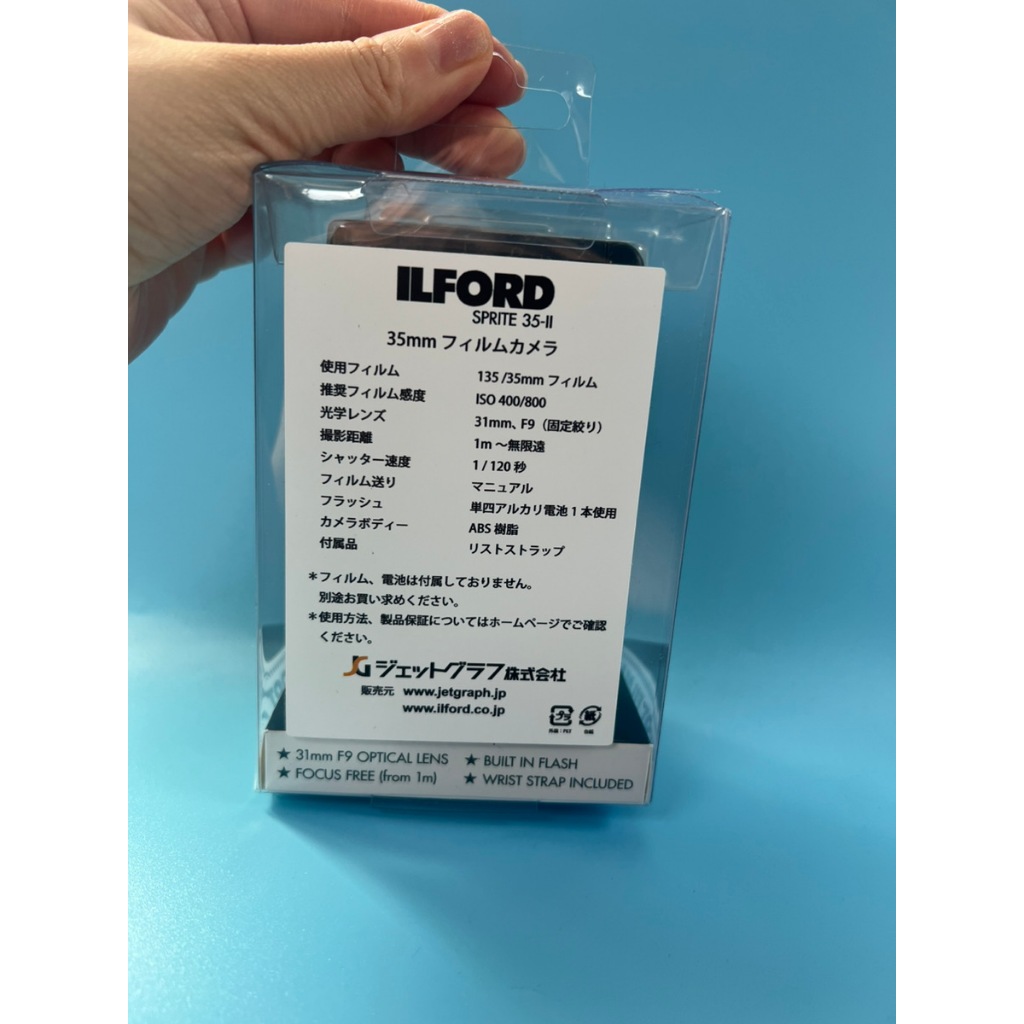 ILFORD
SPRITE 35-II
35mm フィルムカメラ
使用フィルム 135 /35mm フィルム
推奨フィルム感度 ISO 400/800
光学レンズ 31mm、F9（固定絞り）
撮影距離 1m ～無限遠
シャッター速度 1 / 120 秒
フィルム送り マニュアル
フラッシュ 単四アルカリ電池 1 本使用
カメラボディー ABS 樹脂
付属品 リストストラップ
＊フィルム、電池は付属しておりません。
別途お買い求めください。
＊使用方法、製品保証についてはホームページでご確認
ください。
JG ジェットグラフ株式会社
販売元 www.jetgraph.jp
www.ilford.co.jp
プラ 紙
外箱：PET 台紙
★ 31mm F9 OPTICAL LENS ★ BUILT IN FLASH
★ FOCUS FREE (from 1m) ★ WRIST STRAP INCLUDED